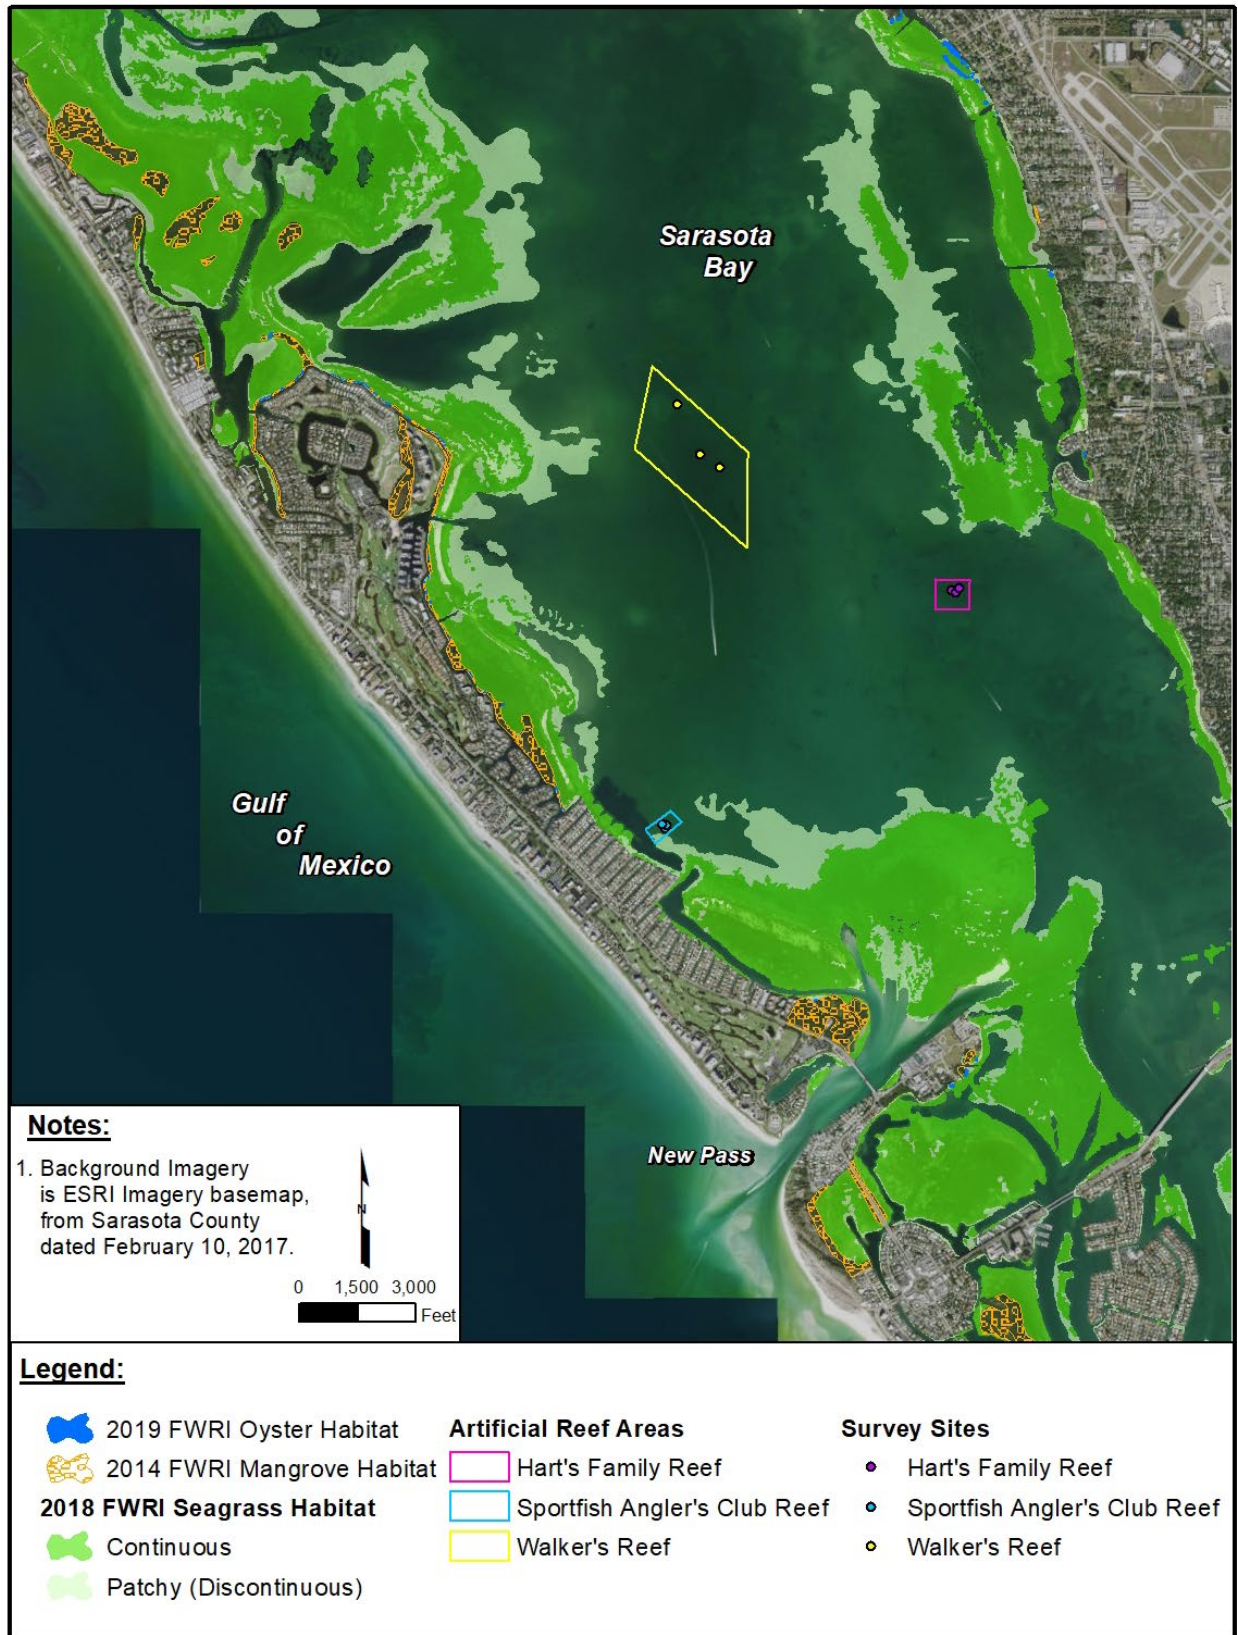 Sarasota
Bay
Gulf
of
Mexico
New Pass
Notes:
1. Background Imagery
is ESRI Imagery basemap,
from Sarasota County
dated February 10, 2017.
N
0 1,500 3,000
Feet
Legend:
2019 FWRI Oyster Habitat
2014 FWRI Mangrove Habitat
2018 FWRI Seagrass Habitat
Continuous
Patchy (Discontinuous)
Artificial Reef Areas
Hart's Family Reef
Sportfish Angler's Club Reef
Walker's Reef
Survey Sites
Hart's Family Reef
Sportfish Angler's Club Reef
Walker's Reef